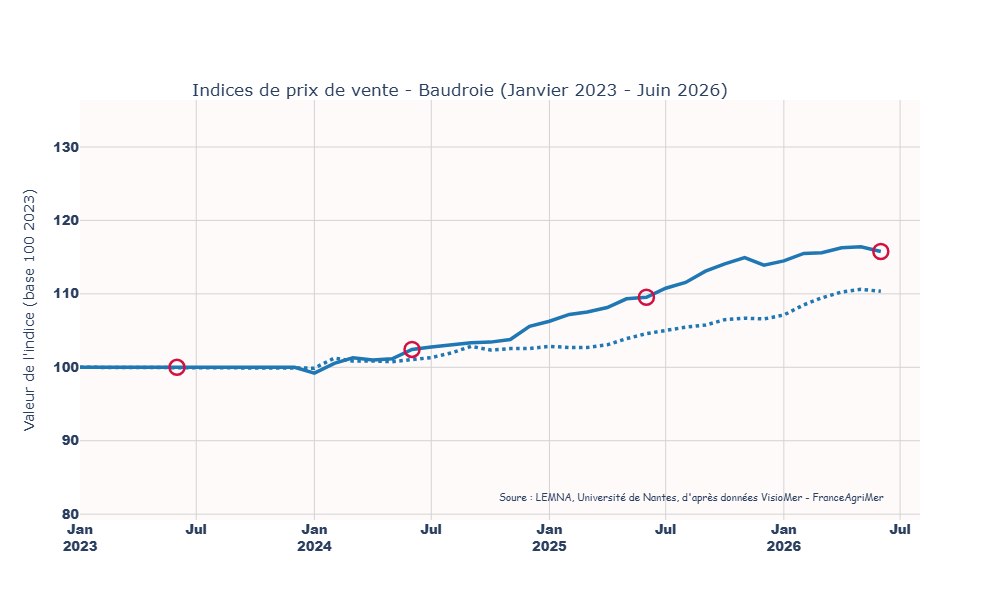 Indices de prix de vente - Baudroie (Janvier 2023 - Juin 2026)
Valeur de l'indice (base 100 2023)
130
120
110
100
90
80
Soure : LEMNA, Université de Nantes, d'après données VisioMer - FranceAgriMer
Jan Jul Jan Jul Jan Jul Jan Jul
2023 2024 2025 2026